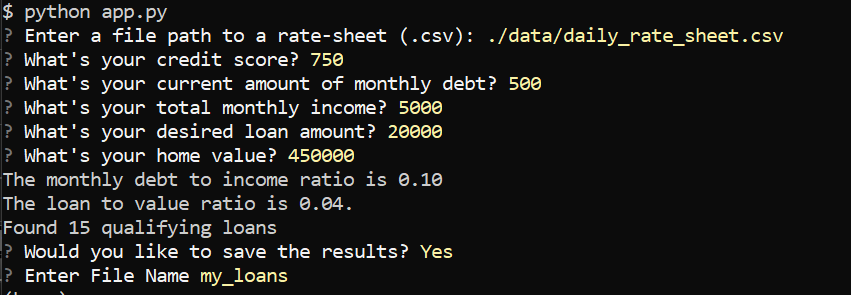 $ python app.py
? Enter a file path to a rate-sheet (.csv): ./data/daily_rate_sheet.csv
? What's your credit score? 750
? What's your current amount of monthly debt? 500
? What's your total monthly income? 5000
? What's your desired loan amount? 20000
? What's your home value? 450000
The monthly debt to income ratio is 0.10
The loan to value ratio is 0.04.
Found 15 qualifying loans
? Would you like to save the results? Yes
? Enter File Name my_loans